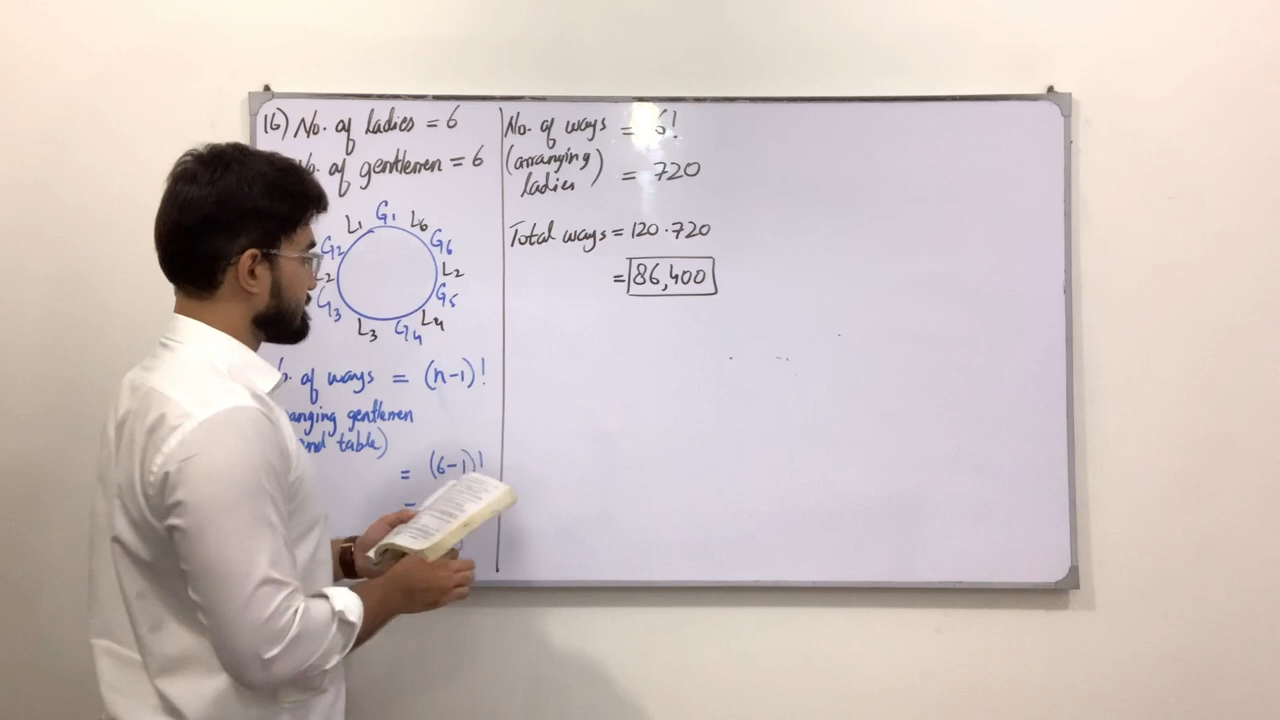 16) No. of ladies = 6
No. of gentlemen = 6
G1
L1 L6
G2 G6
L2 L2
G3 G5
L3 G4 L4
of ways = (n-1)!
gentlemen
table)
= (6-1)!
=
No. of ways = 6!
(arranging ladies) = 720
Total ways = 120·720
= 86,400